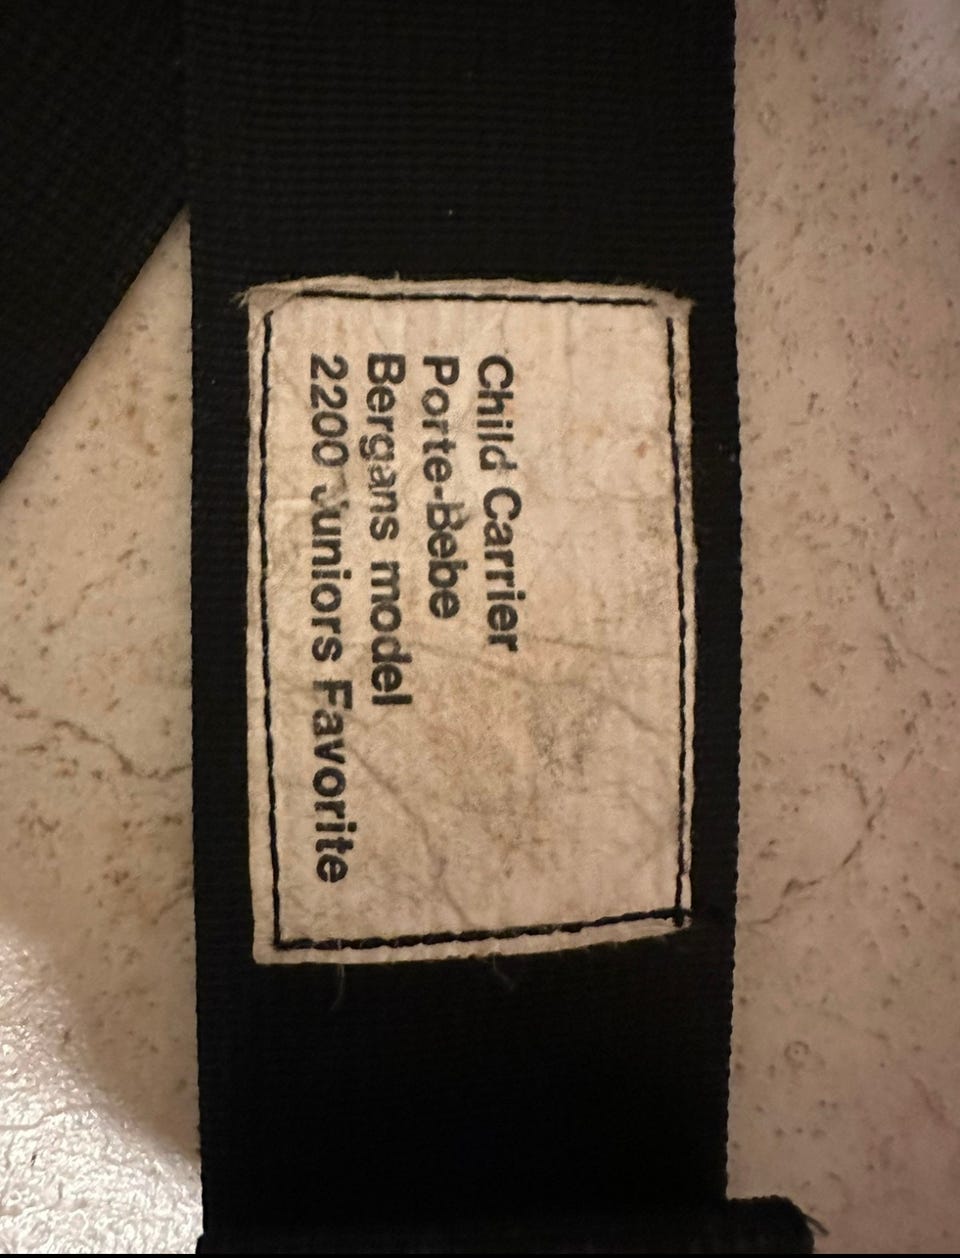 Child Carrier
Porte-Bebe
Bergans model
2200 Juniors Favorite